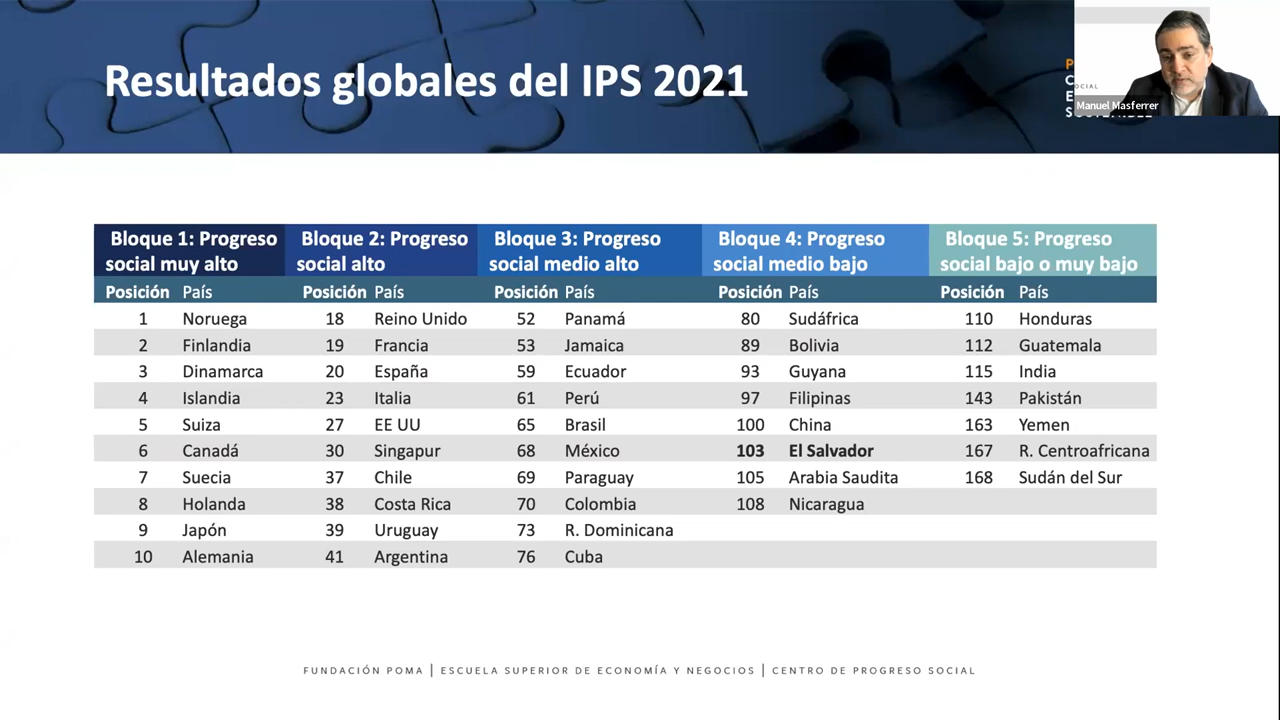 Resultados globales del IPS 2021
P
C
OCIAL
E
Manuel Masferrer
Bloque 1: Progreso social muy alto
Bloque 2: Progreso social alto
Bloque 3: Progreso social medio alto
Bloque 4: Progreso social medio bajo
Bloque 5: Progreso social bajo o muy bajo
Posición País Posición País Posición País Posición País Posición País
1 Noruega 18 Reino Unido 52 Panamá 80 Sudáfrica 110 Honduras
2 Finlandia 19 Francia 53 Jamaica 89 Bolivia 112 Guatemala
3 Dinamarca 20 España 59 Ecuador 93 Guyana 115 India
4 Islandia 23 Italia 61 Perú 97 Filipinas 143 Pakistán
5 Suiza 27 EE UU 65 Brasil 100 China 163 Yemen
6 Canadá 30 Singapur 68 México 103 El Salvador 167 R. Centroafricana
7 Suecia 37 Chile 69 Paraguay 105 Arabia Saudita 168 Sudán del Sur
8 Holanda 38 Costa Rica 70 Colombia 108 Nicaragua
9 Japón 39 Uruguay 73 R. Dominicana
10 Alemania 41 Argentina 76 Cuba
FUNDACIÓN POMA | ESCUELA SUPERIOR DE ECONOMÍA Y NEGOCIOS | CENTRO DE PROGRESO SOCIAL